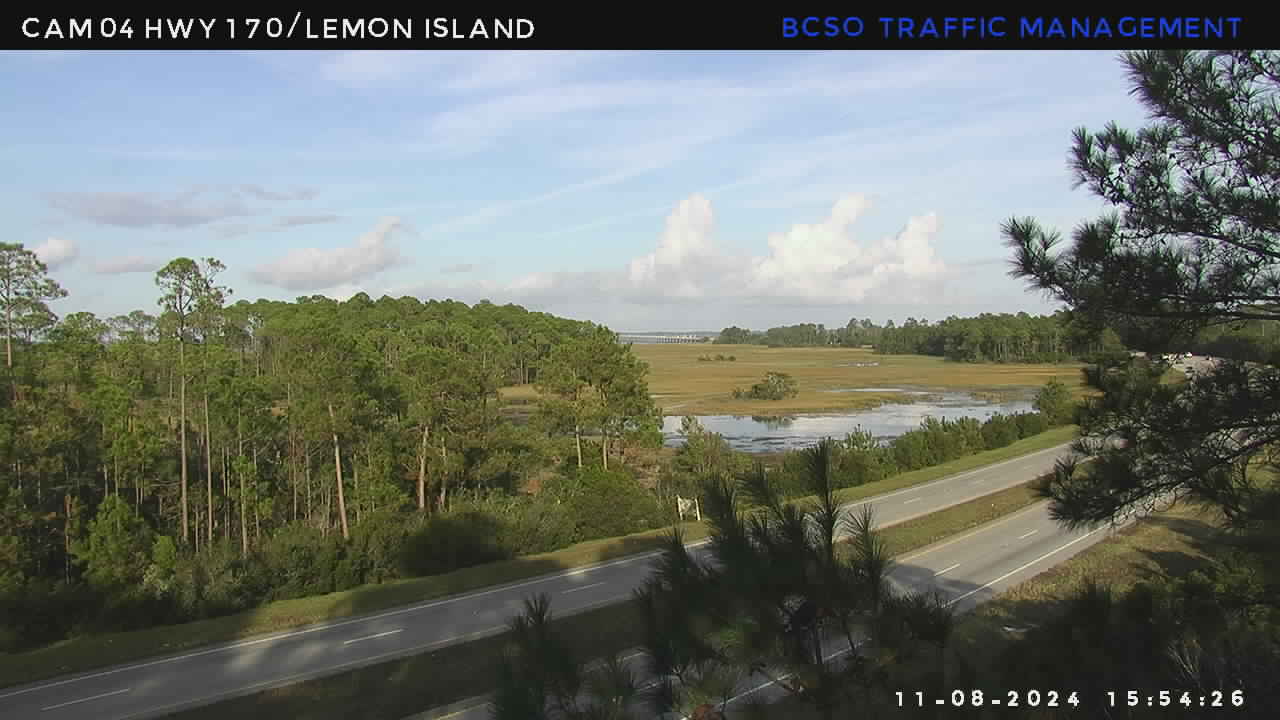 CAM04 HWY 170/LEMON ISLAND
BCSO TRAFFIC MANAGEMENT
11-08-2024 15:54:26